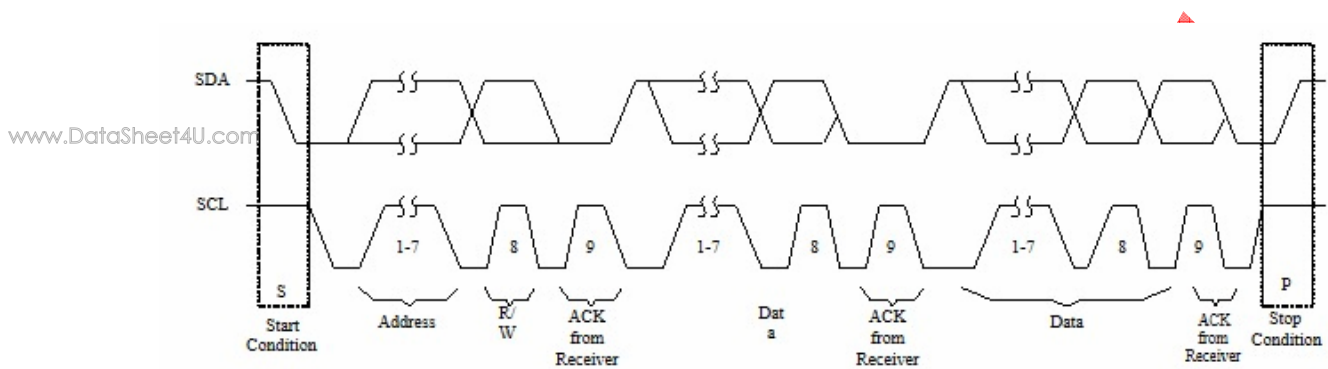 SDA
www.DataSheet4U.com
SCL
1-7
8
9
1-7
8
9
1-7
8
9
S
P
Start
Condition
Address
R/
W
ACK
from
Receiver
Dat
a
ACK
from
Receiver
Data
ACK
from
Receiver
Stop
Condition